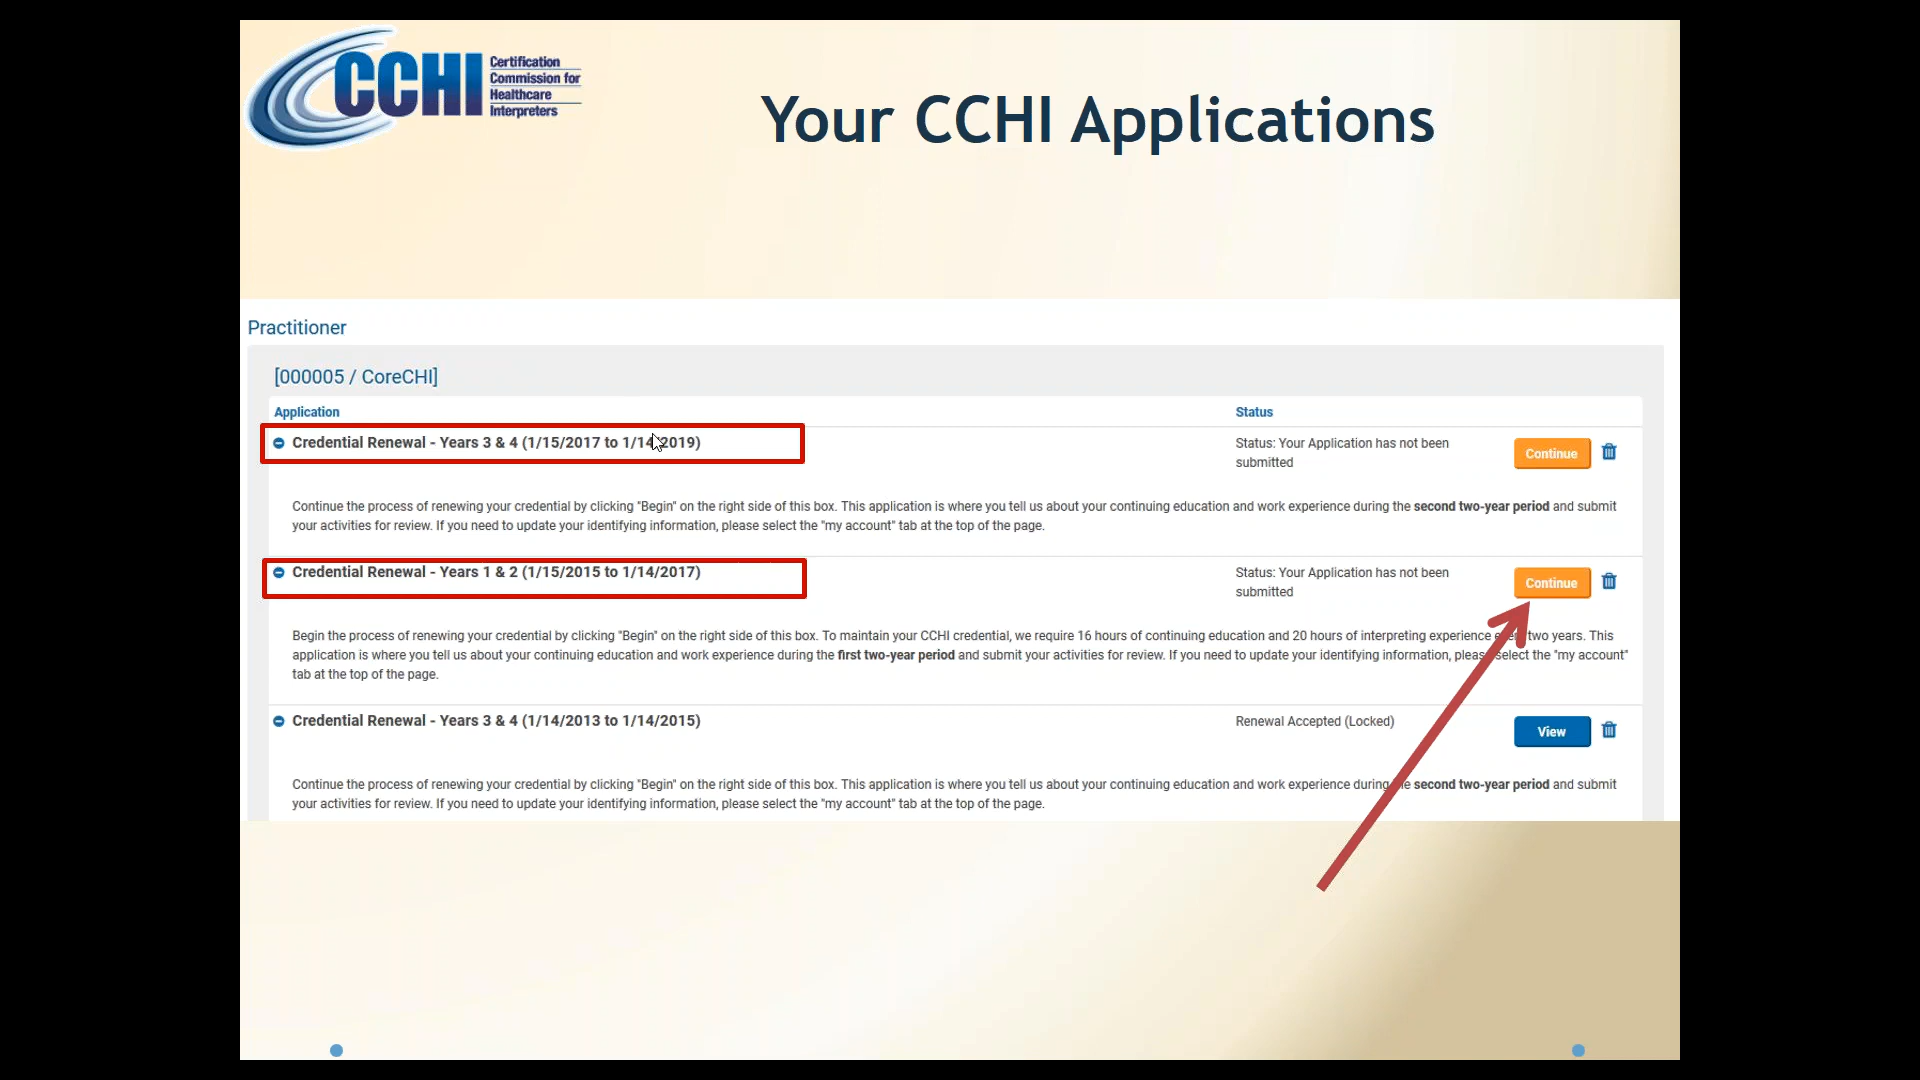 CCHI
Certification
Commission for
Healthcare
Interpreters
Your CCHI Applications
Practitioner
[000005 / CoreCHI]
Application
Status
Credential Renewal - Years 3 & 4 (1/15/2017 to 1/14/2019)
Status: Your Application has not been
submitted
Continue
Continue the process of renewing your credential by clicking "Begin" on the right side of this box. This application is where you tell us about your continuing education and work experience during the second two-year period and submit
your activities for review. If you need to update your identifying information, please select the "my account" tab at the top of the page.
Credential Renewal - Years 1 & 2 (1/15/2015 to 1/14/2017)
Status: Your Application has not been
submitted
Continue
Begin the process of renewing your credential by clicking "Begin" on the right side of this box. To maintain your CCHI credential, we require 16 hours of continuing education and 20 hours of interpreting experience every two years. This
application is where you tell us about your continuing education and work experience during the first two-year period and submit your activities for review. If you need to update your identifying information, please select the "my account"
tab at the top of the page.
Credential Renewal - Years 3 & 4 (1/14/2013 to 1/14/2015)
Renewal Accepted (Locked)
View
Continue the process of renewing your credential by clicking "Begin" on the right side of this box. This application is where you tell us about your continuing education and work experience during the second two-year period and submit
your activities for review. If you need to update your identifying information, please select the "my account" tab at the top of the page.